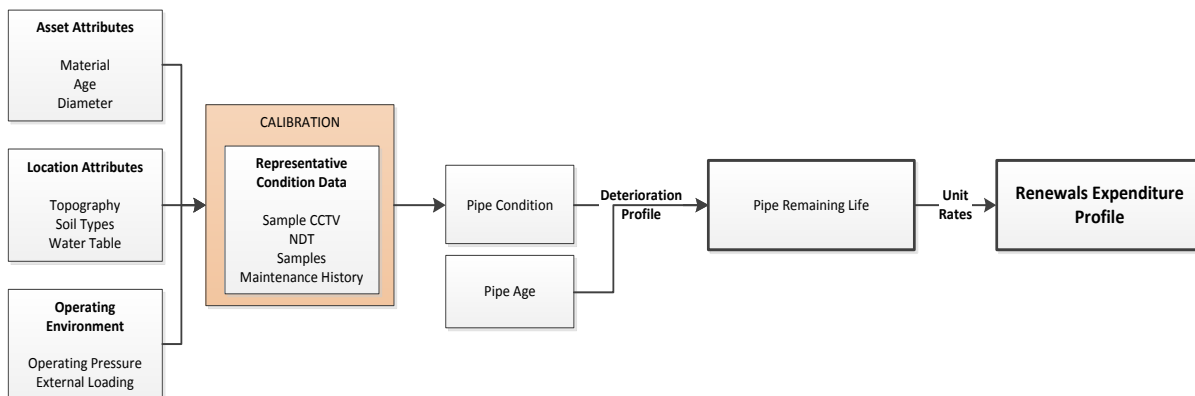 Asset Attributes
Material
Age
Diameter
Location Attributes
Topography
Soil Types
Water Table
Operating
Environment
Operating Pressure
External Loading
CALIBRATION
Representative
Condition Data
Sample CCTV
NDT
Samples
Maintenance History
Pipe Condition
Pipe Age
Deterioration
Profile
Pipe Remaining Life
Unit
Rates
Renewals Expenditure
Profile